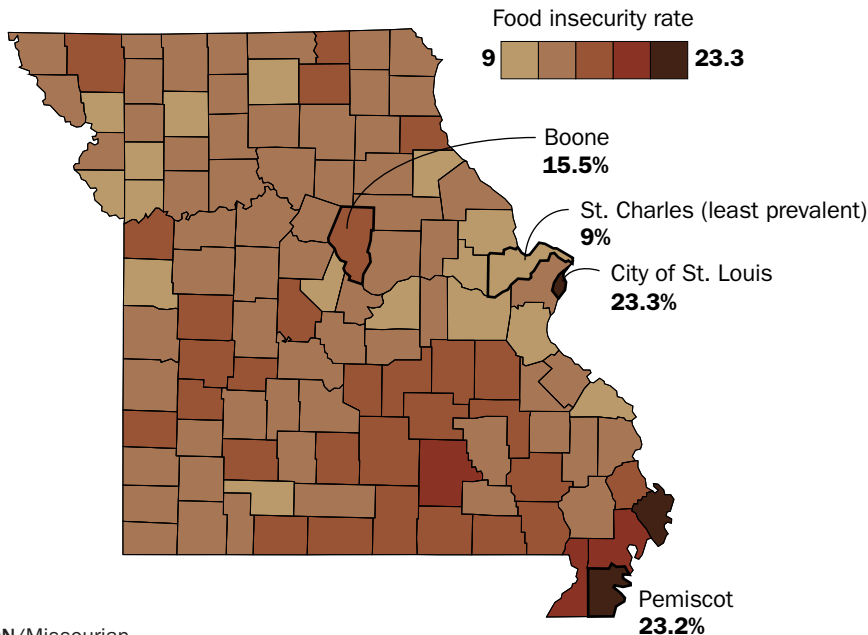 Food insecurity rate
9 23.3
Boone
15.5%
St. Charles (least prevalent)
9%
City of St. Louis
23.3%
Pemiscot
23.2%
N/Missourian